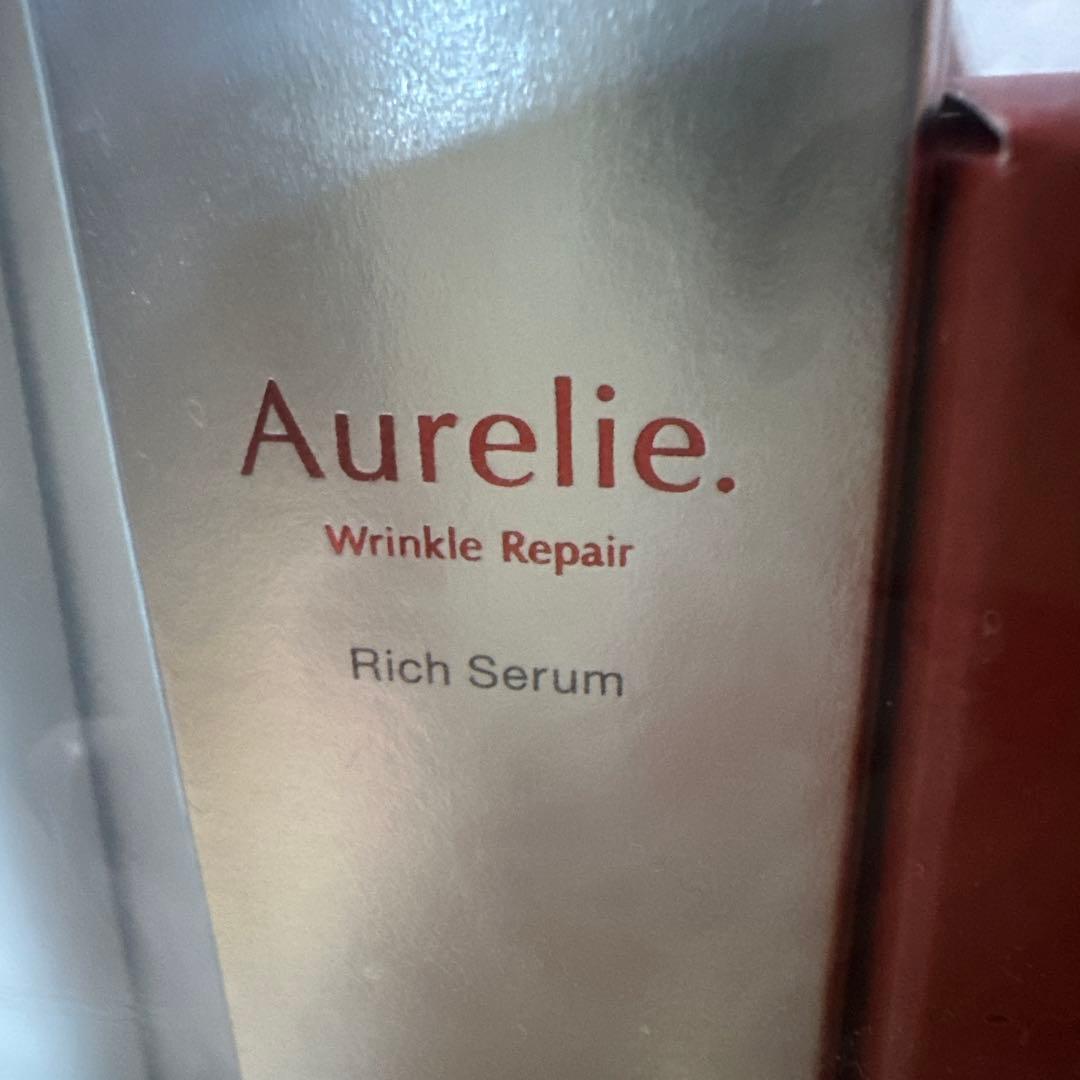 Aurelie.
Wrinkle Repair
Rich Serum